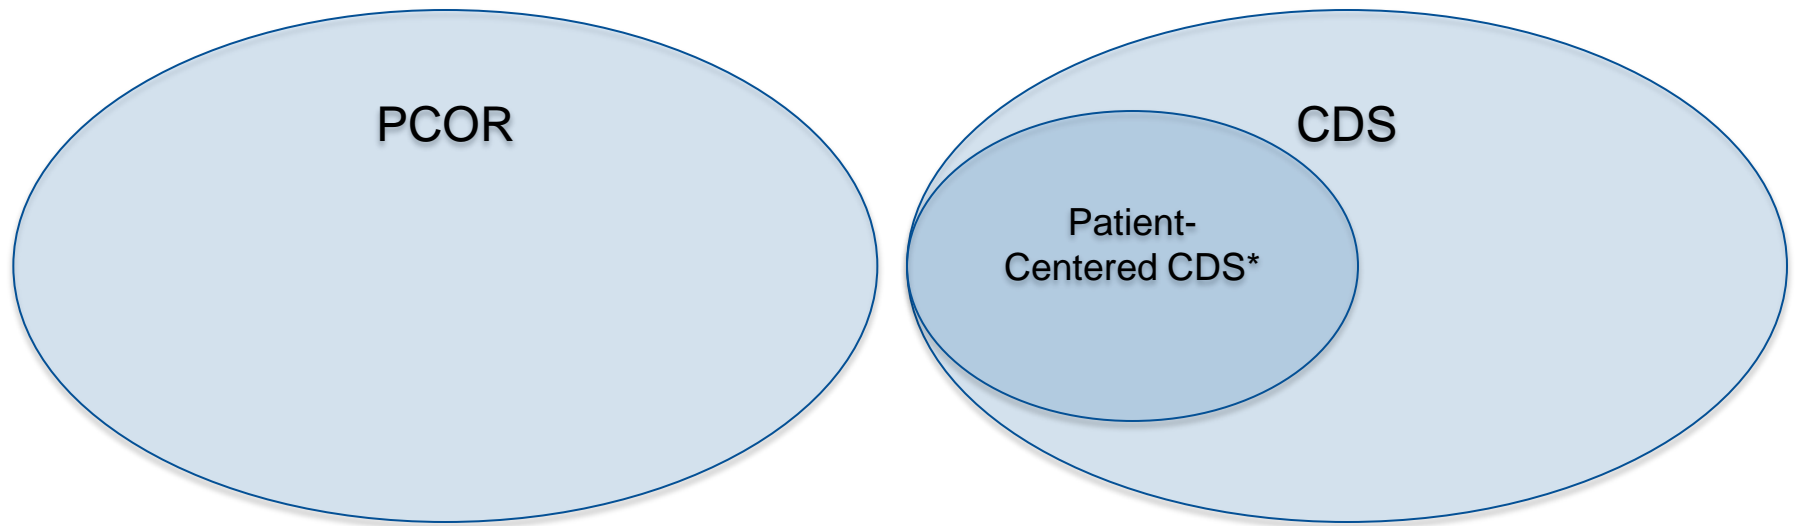 PCOR
CDS
Patient-
Centered CDS*